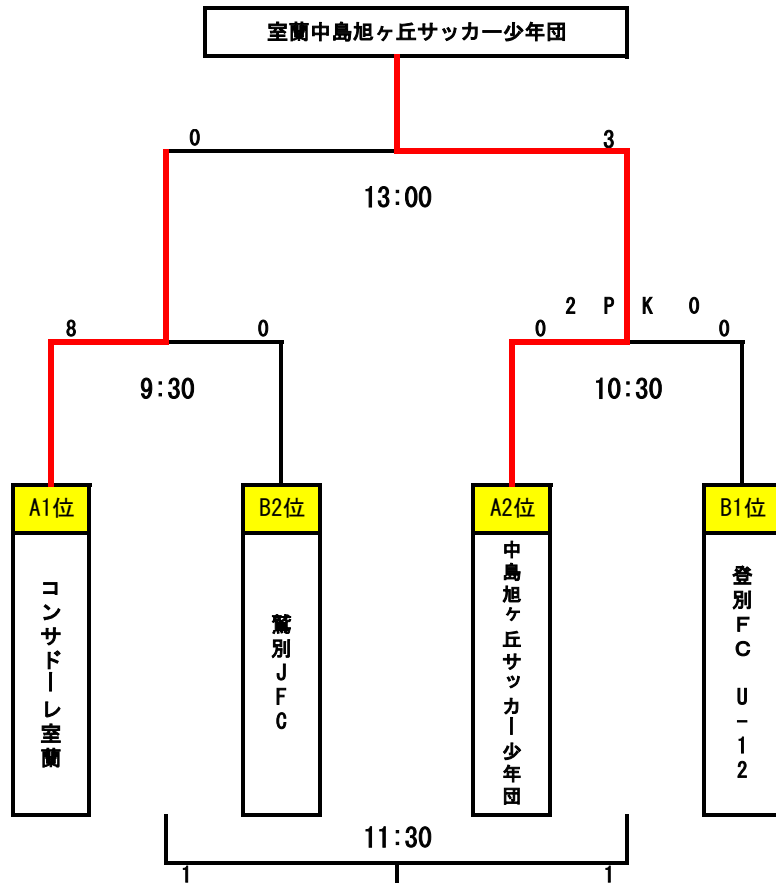 室蘭中島旭ヶ丘サッカー少年団
0 3
13:00
2 P K 0
8 0 0 0
9:30 10:30
A1位 B2位 A2位 B1位
コンサドーレ室蘭
鷲別JFC
中島旭ヶ丘サッカー少年団
登別FC U-12
11:30
1 1